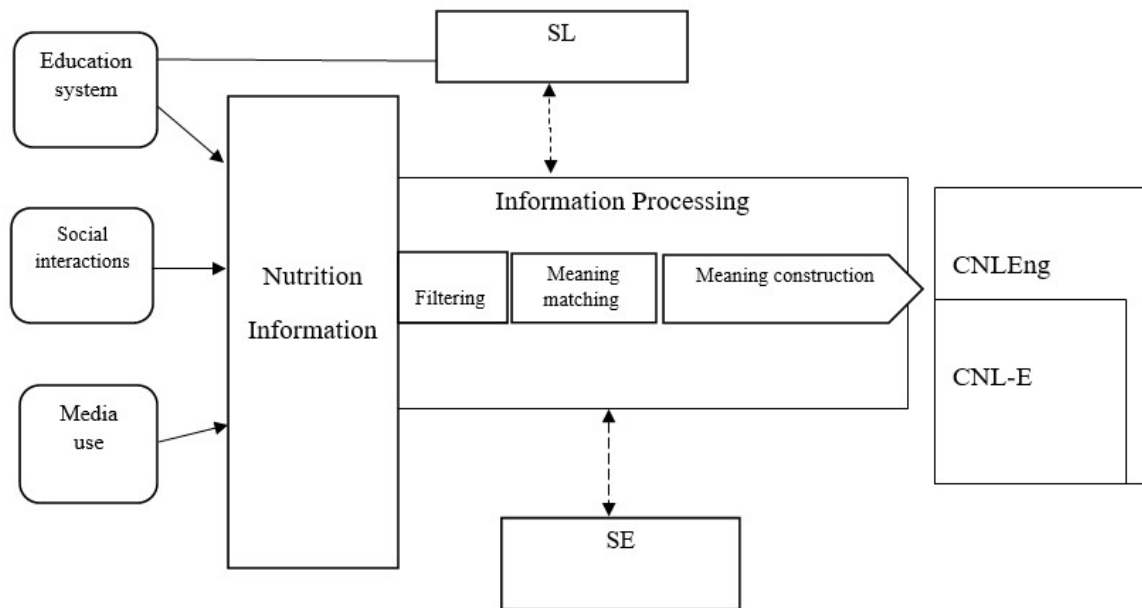 Education
system
SL
Social
interactions
Media
use
Nutrition
Information
Information Processing
Filtering
Meaning
matching
Meaning construction
SE
CNLEng
CNL-E